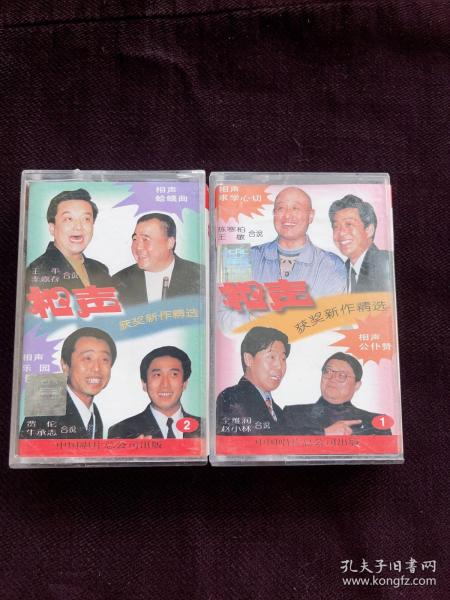 相声
蛤蟆曲
王平
李嘉存
合说
相声
获奖新作精选
相声
乐园
贾伦
牛承志
合说
2
中国唱片总公司出版
相声
求学心切
陈寒柏
王敏
合说
相声
获奖新作精选
相声
公仆赞
全维润
赵小林
合说
1
中国唱片总公司出版
孔夫子旧书网
www.kongfz.com